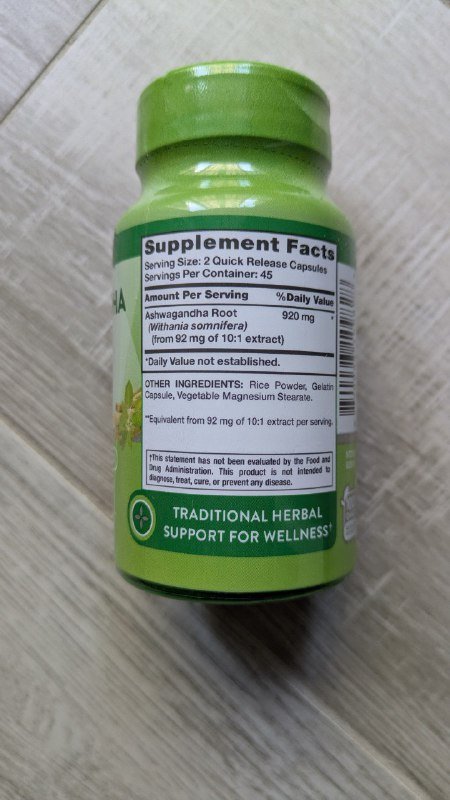 HA
Supplement Facts
Serving Size: 2 Quick Release Capsules
Servings Per Container: 45
Amount Per Serving %Daily Value
Ashwagandha Root 920 mg *
(Withania somnifera)
(from 92 mg of 10:1 extract)
*Daily Value not established.
OTHER INGREDIENTS: Rice Powder, Gelatin
Capsule, Vegetable Magnesium Stearate.
**Equivalent from 92 mg of 10:1 extract per serving.
†This statement has not been evaluated by the Food and
Drug Administration. This product is not intended to
diagnose, treat, cure, or prevent any disease.
TRADITIONAL HERBAL
SUPPORT FOR WELLNESS†